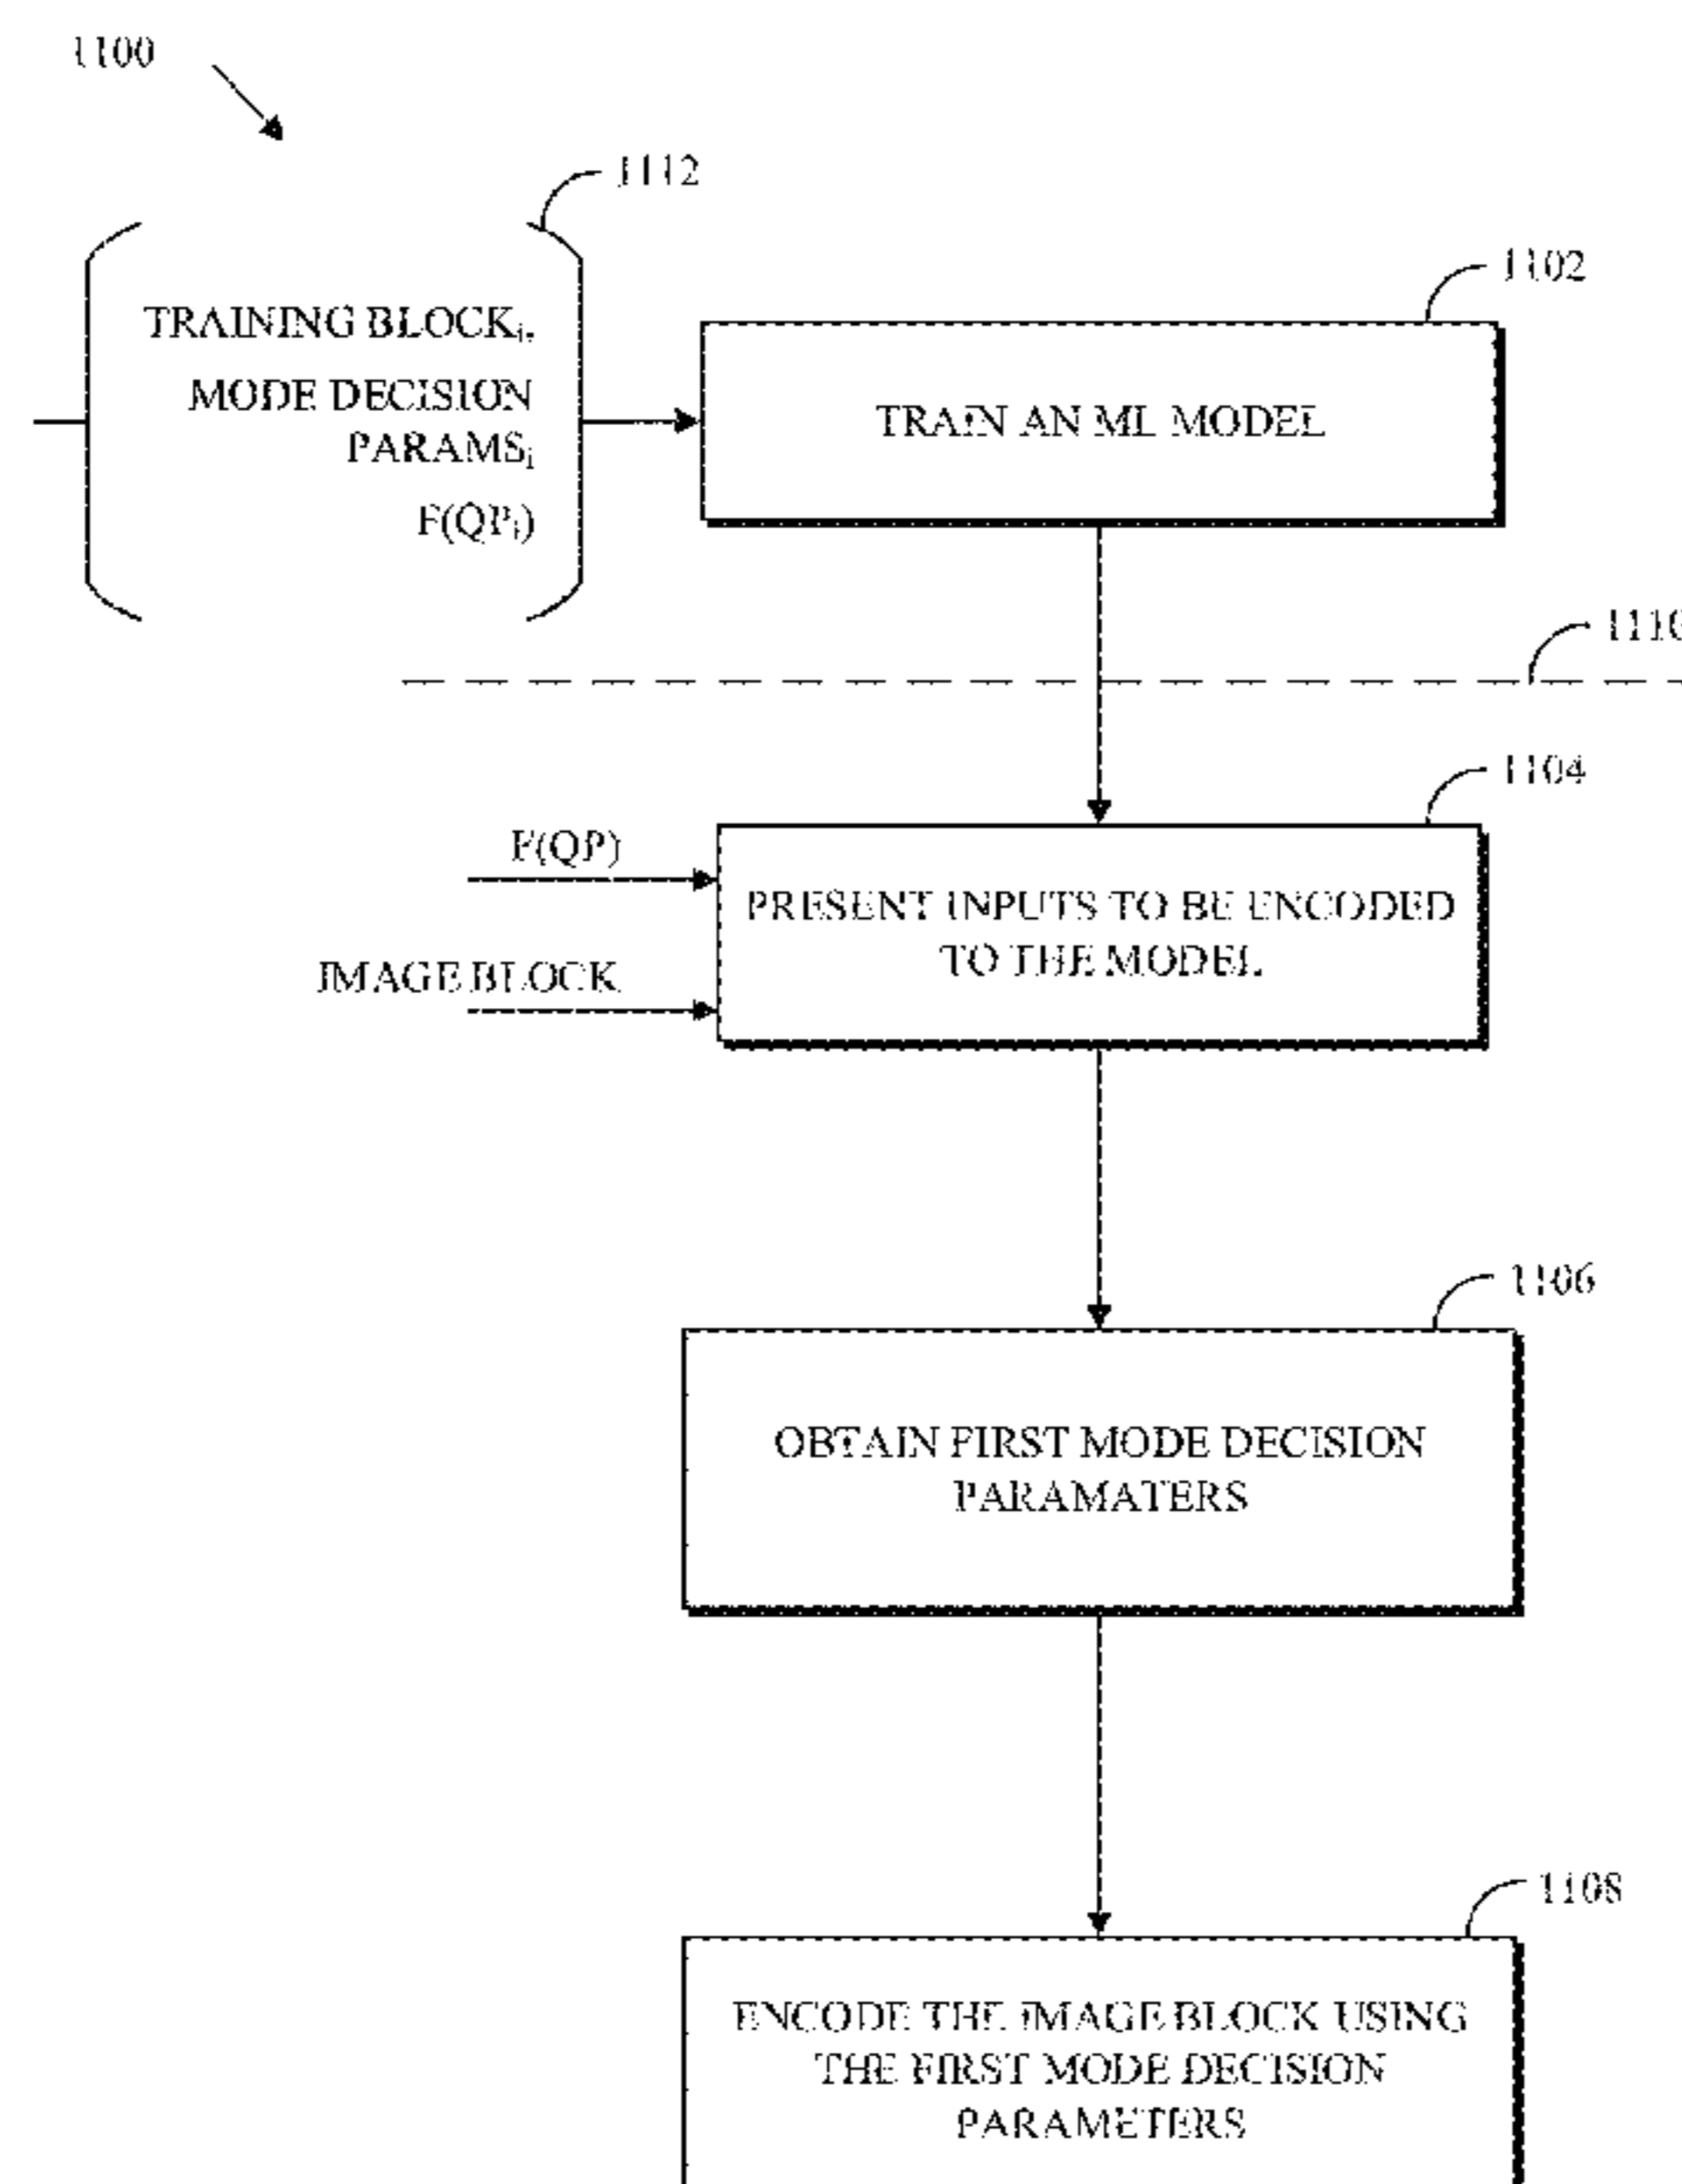 1100
1112
TRAINING BLOCKi,
MODE DECISION
PARAMSi
F(QPi)
1102
TRAIN AN ML MODEL
1104
F(QP)
IMAGE BLOCK
PRESENT INPUTS TO BE ENCODED
TO THE MODEL
1106
OBTAIN FIRST MODE DECISION
PARAMATERS
1108
ENCODE THE IMAGE BLOCK USING
THE FIRST MODE DECISION
PARAMETERS